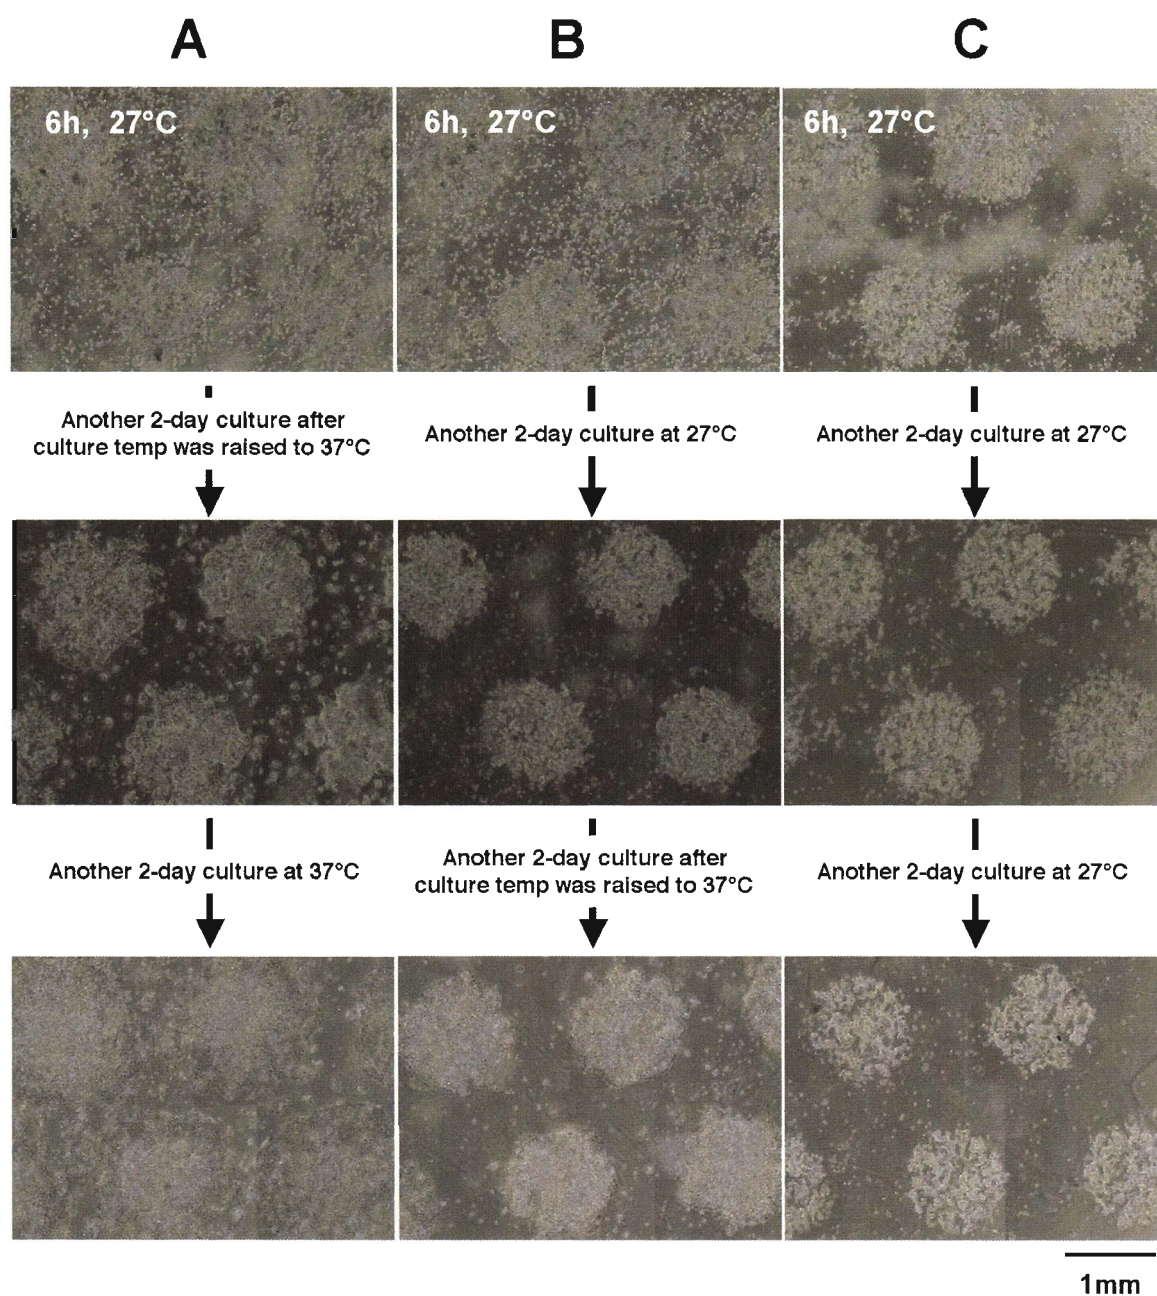 A
B
C
6h, 27°C
6h, 27°C
6h, 27°C
Another 2-day culture after
culture temp was raised to 37°C
Another 2-day culture at 27°C
Another 2-day culture at 27°C
Another 2-day culture at 37°C
Another 2-day culture after
culture temp was raised to 37°C
Another 2-day culture at 27°C
1mm